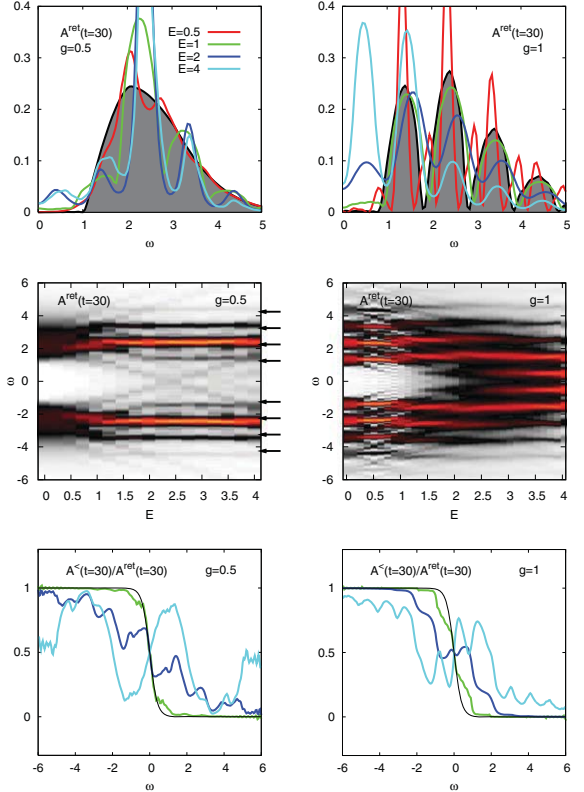 0.4
0.3
0.2
0.1
0
A^ret(t=30)
g=0.5
E=0.5
E=1
E=2
E=4
0 1 2 3 4 5
ω
0.4
0.3
0.2
0.1
0
A^ret(t=30)
g=1
0 1 2 3 4 5
ω
6
4
2
0
-2
-4
-6
ω
A^ret(t=30) g=0.5
0 0.5 1 1.5 2 2.5 3 3.5 4
E
6
4
2
0
-2
-4
-6
ω
A^ret(t=30) g=1
0 0.5 1 1.5 2 2.5 3 3.5 4
E
1
0.5
0
A^<(t=30)/A^ret(t=30) g=0.5
-6 -4 -2 0 2 4 6
ω
1
0.5
0
A^<(t=30)/A^ret(t=30) g=1
-6 -4 -2 0 2 4 6
ω